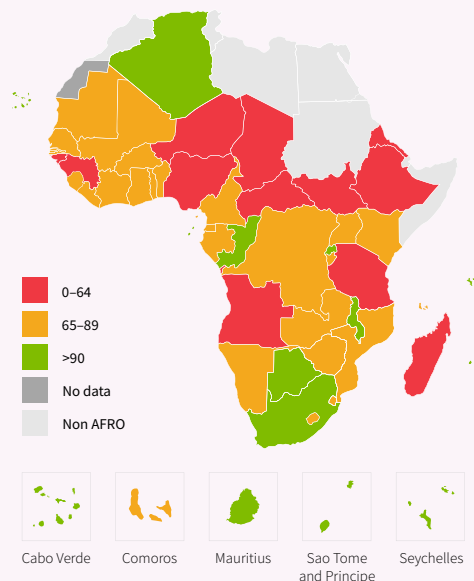 0–64
65–89
>90
No data
Non AFRO
Cabo Verde
Comoros
Mauritius
Sao Tome
and Principe
Seychelles